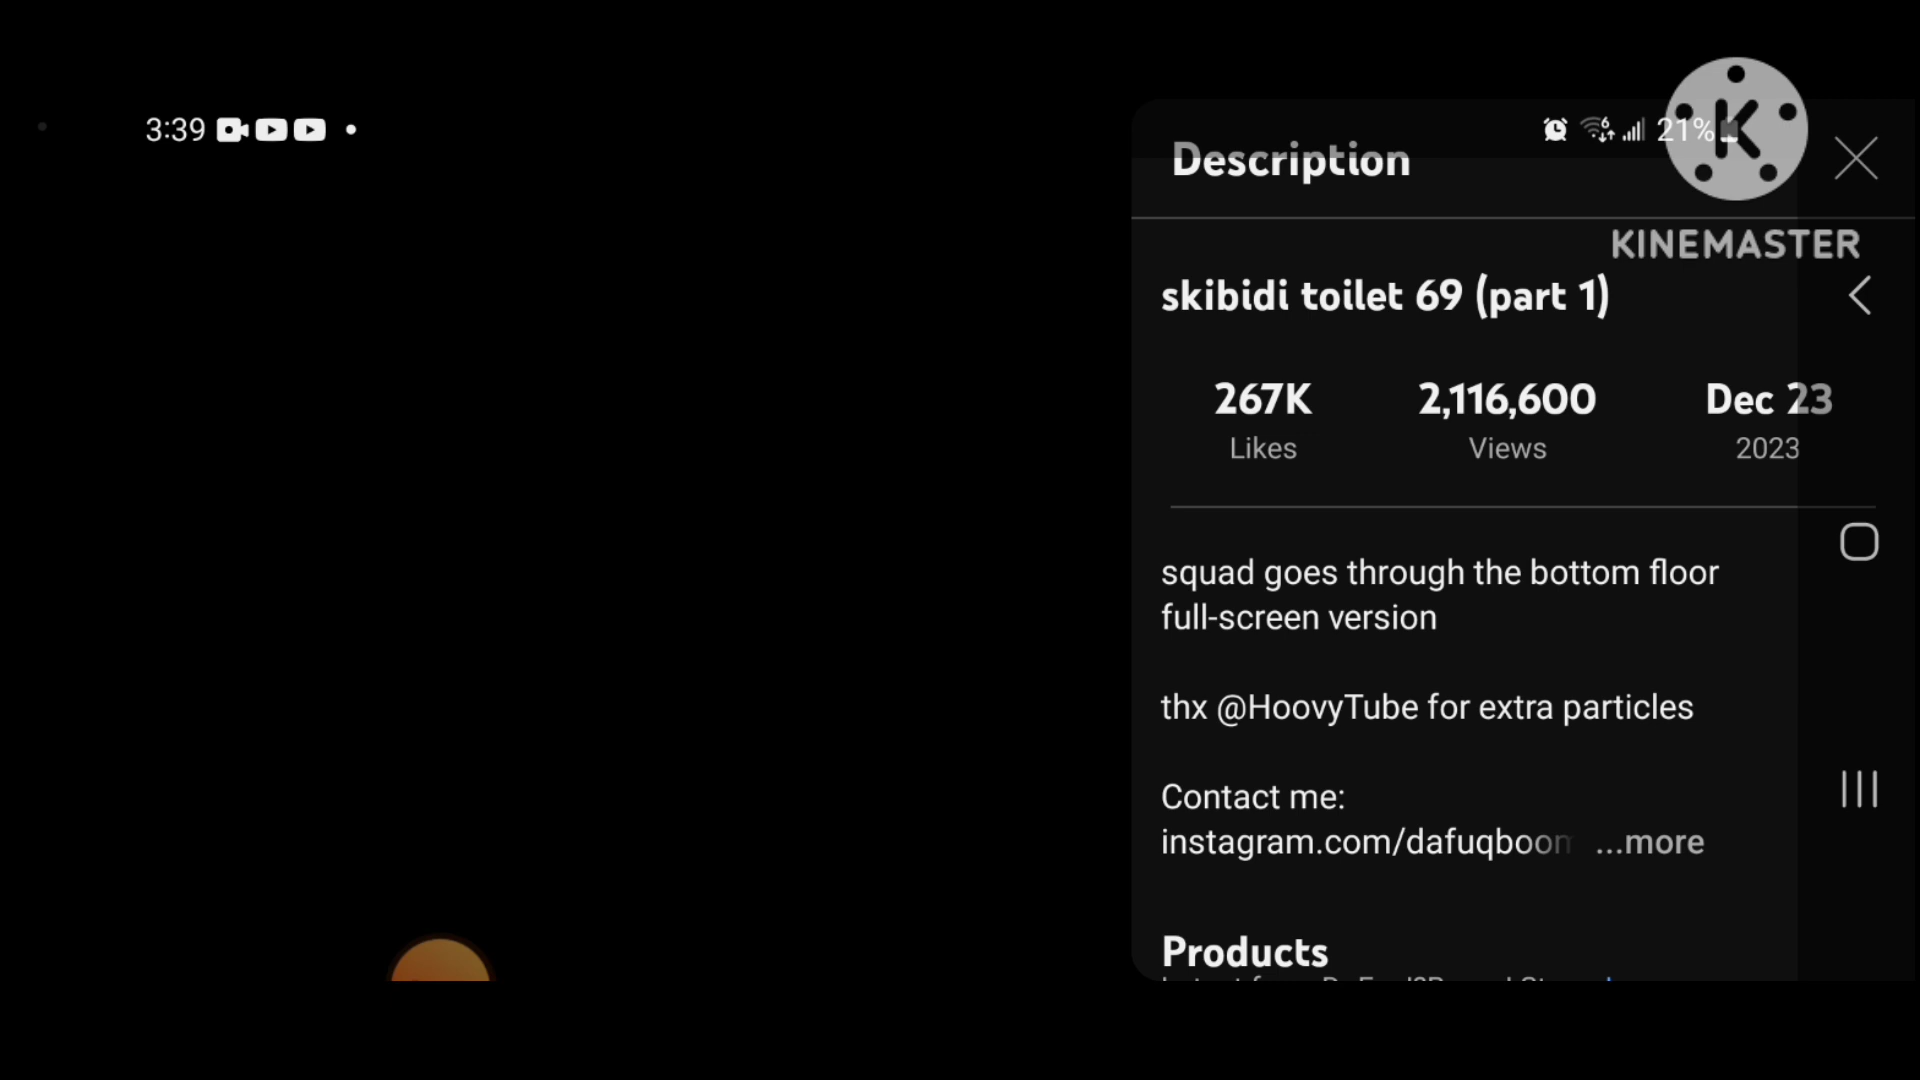 3:39
21%
Description
KINEMASTER
skibidi toilet 69 (part 1)
267K 2,116,600 Dec 23
Likes Views 2023
squad goes through the bottom floor
full-screen version
thx @HoovyTube for extra particles
Contact me:
instagram.com/dafuqboom ...more
Products